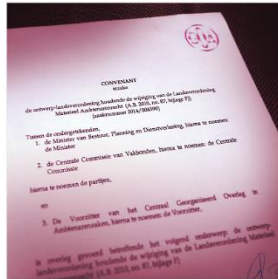 CONVENANT
inzake
de ontwerp-landsverordening houdende de wijziging van de Landsverordening
Materieel Ambtenarenrecht (A.B. 2010, no. 87, bijlage F);
Tussen de ondergetekenden,
1. de Minister van Bestuur, Planning en Dienstverlening, hierna te noemen:
de Minister
2. de Centrale Commissie van Vakbonden, hierna te noemen: de Centrale
Commissie
hierna te noemen de partijen,
en
3. De Voorzitter van het Centraal Georganiseerd Overleg in
Ambtenarenzaken, hierna te noemen: de Voorzitter,
in overleg gevoerd betreffende het volgend onderwerp: de ontwerp-
landsverordening houdende de wijziging van de Landsverordening Materieel
(A.B. 2010, no. 87, bijlage F)